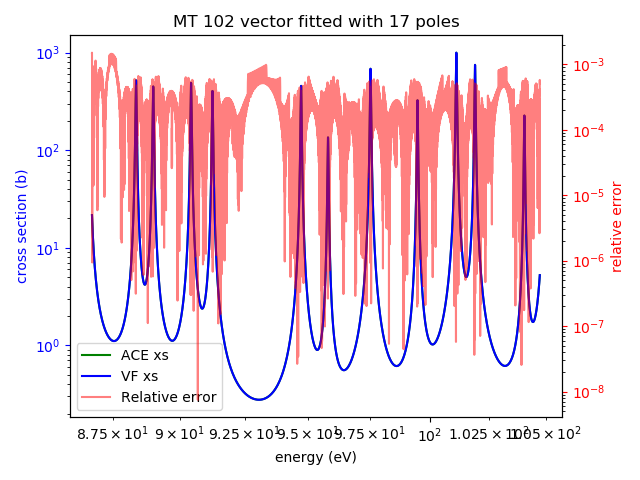 MT 102 vector fitted with 17 poles
cross section (b)
10³
10²
10¹
10⁰
10⁻³
10⁻⁴
10⁻⁵
10⁻⁶
10⁻⁷
10⁻⁸
relative error
ACE xs
VF xs
Relative error
8.75 × 10¹ 9 × 10¹ 9.25 × 10¹ 9.5 × 10¹ 9.75 × 10¹ 10² 1.025 × 10² 1.05 × 10²
energy (eV)